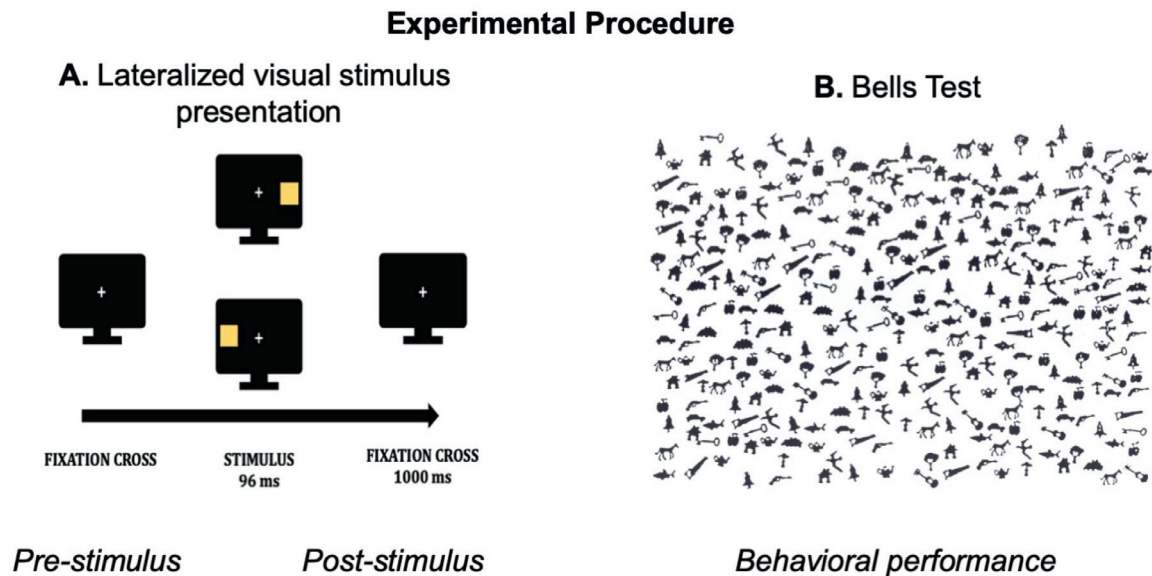 Experimental Procedure
A. Lateralized visual stimulus
presentation
FIXATION CROSS
STIMULUS
96 ms
FIXATION CROSS
1000 ms
Pre-stimulus
Post-stimulus
B. Bells Test
Behavioral performance